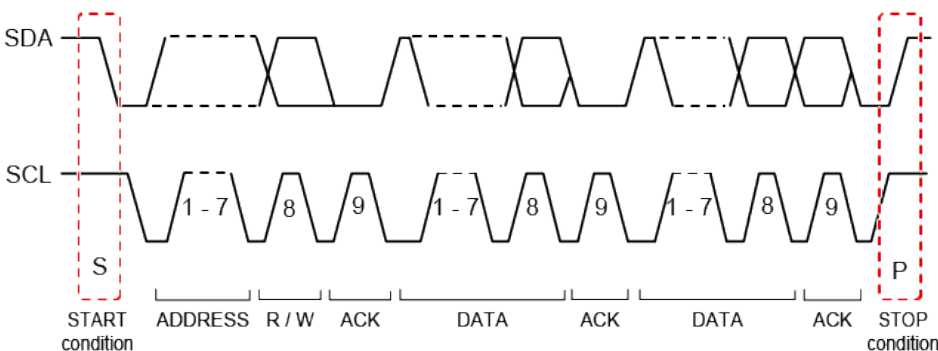 SDA
SCL
1 - 7
8
9
1 - 7
8
9
1 - 7
8
9
S
P
START
condition
ADDRESS
R / W
ACK
DATA
ACK
DATA
ACK
STOP
condition